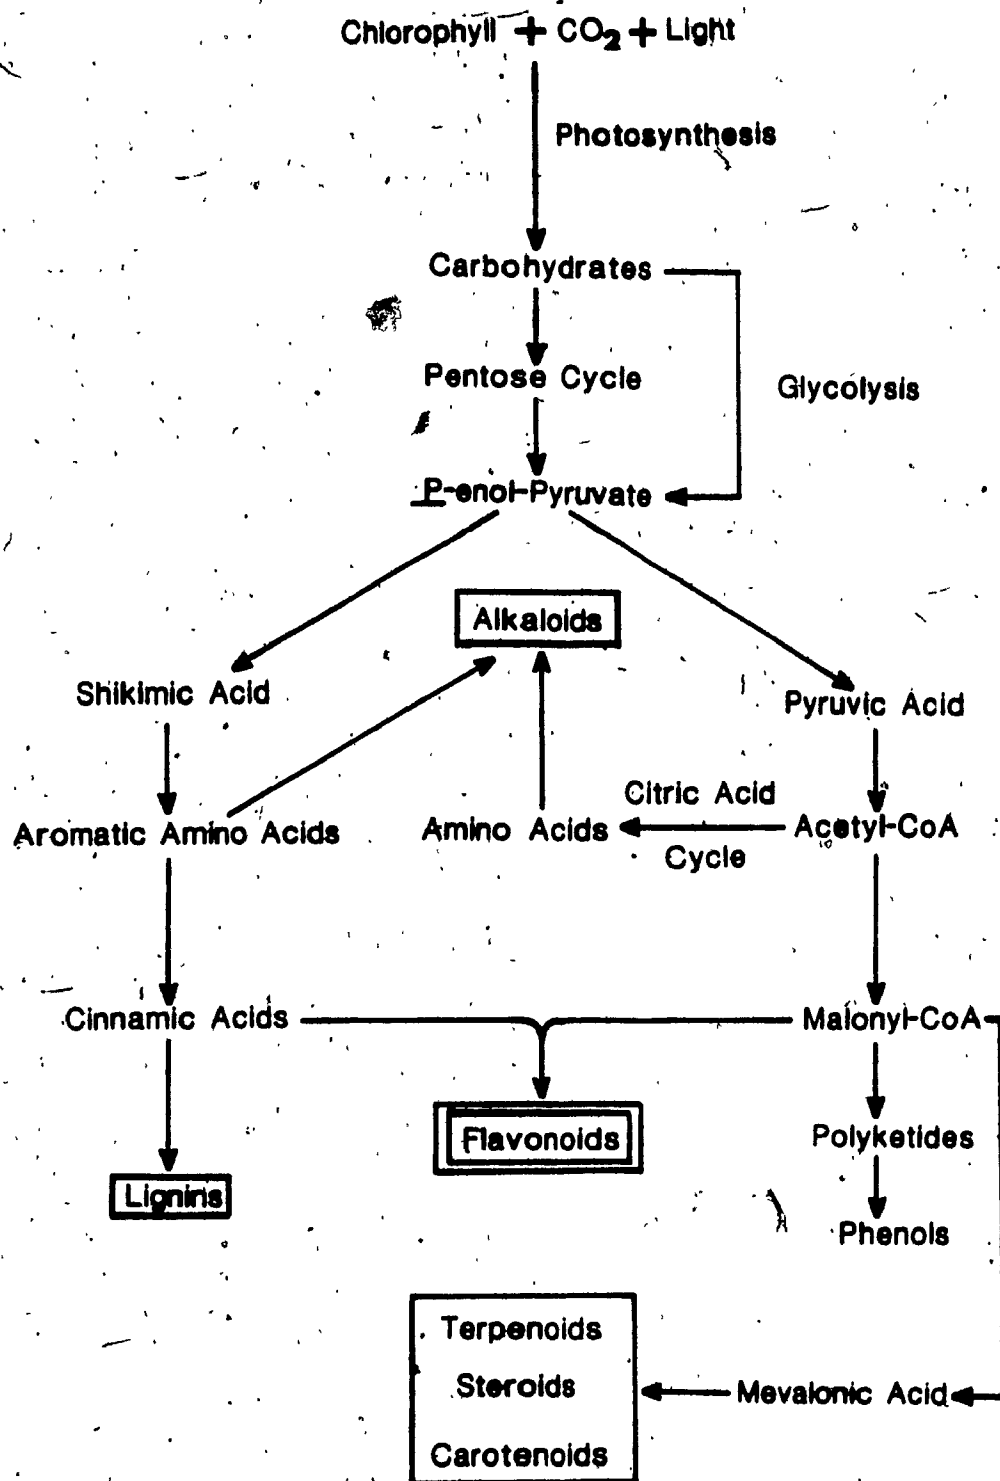 Chlorophyll + CO₂ + Light
Photosynthesis
Carbohydrates
Pentose Cycle
Glycolysis
P-enol-Pyruvate
Alkaloids
Shikimic Acid
Pyruvic Acid
Citric Acid
Aromatic Amino Acids
Amino Acids
Acetyl-CoA
Cycle
Cinnamic Acids
Malonyl-CoA
Flavonoids
Polyketides
Lignins
Phenols
Terpenoids
Steroids
Mevalonic Acid
Carotenoids